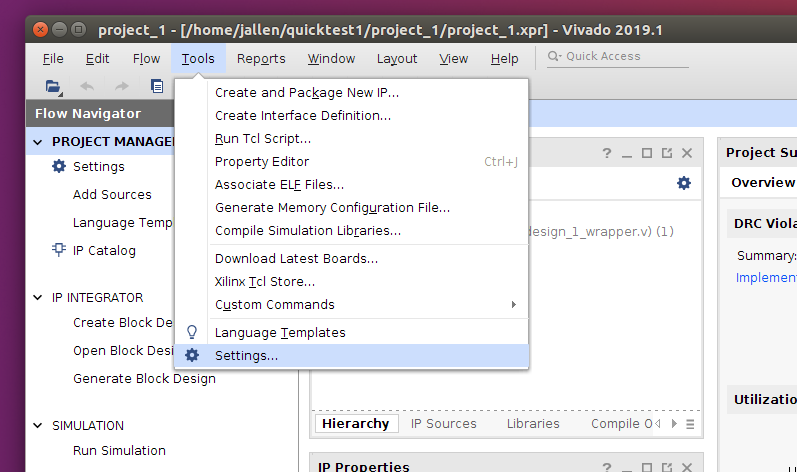 project_1 - [/home/jallen/quicktest1/project_1/project_1.xpr] - Vivado 2019.1
File Edit Flow Tools Reports Window Layout View Help Quick Access
Flow Navigator
PROJECT MANAGE
Settings
Add Sources
Language Temp
IP Catalog
IP INTEGRATOR
Create Block De
Open Block Desi
Generate Block Design
SIMULATION
Run Simulation
Create and Package New IP...
Create Interface Definition...
Run Tcl Script...
Property Editor Ctrl+J
Associate ELF Files...
Generate Memory Configuration File...
Compile Simulation Libraries...
Download Latest Boards...
Xilinx Tcl Store...
Custom Commands
Language Templates
Settings...
design_1_wrapper.v) (1)
Hierarchy IP Sources Libraries Compile O
IP Properties
Project Su
Overview
DRC Viola
Summary:
Implemen
Utilizatio